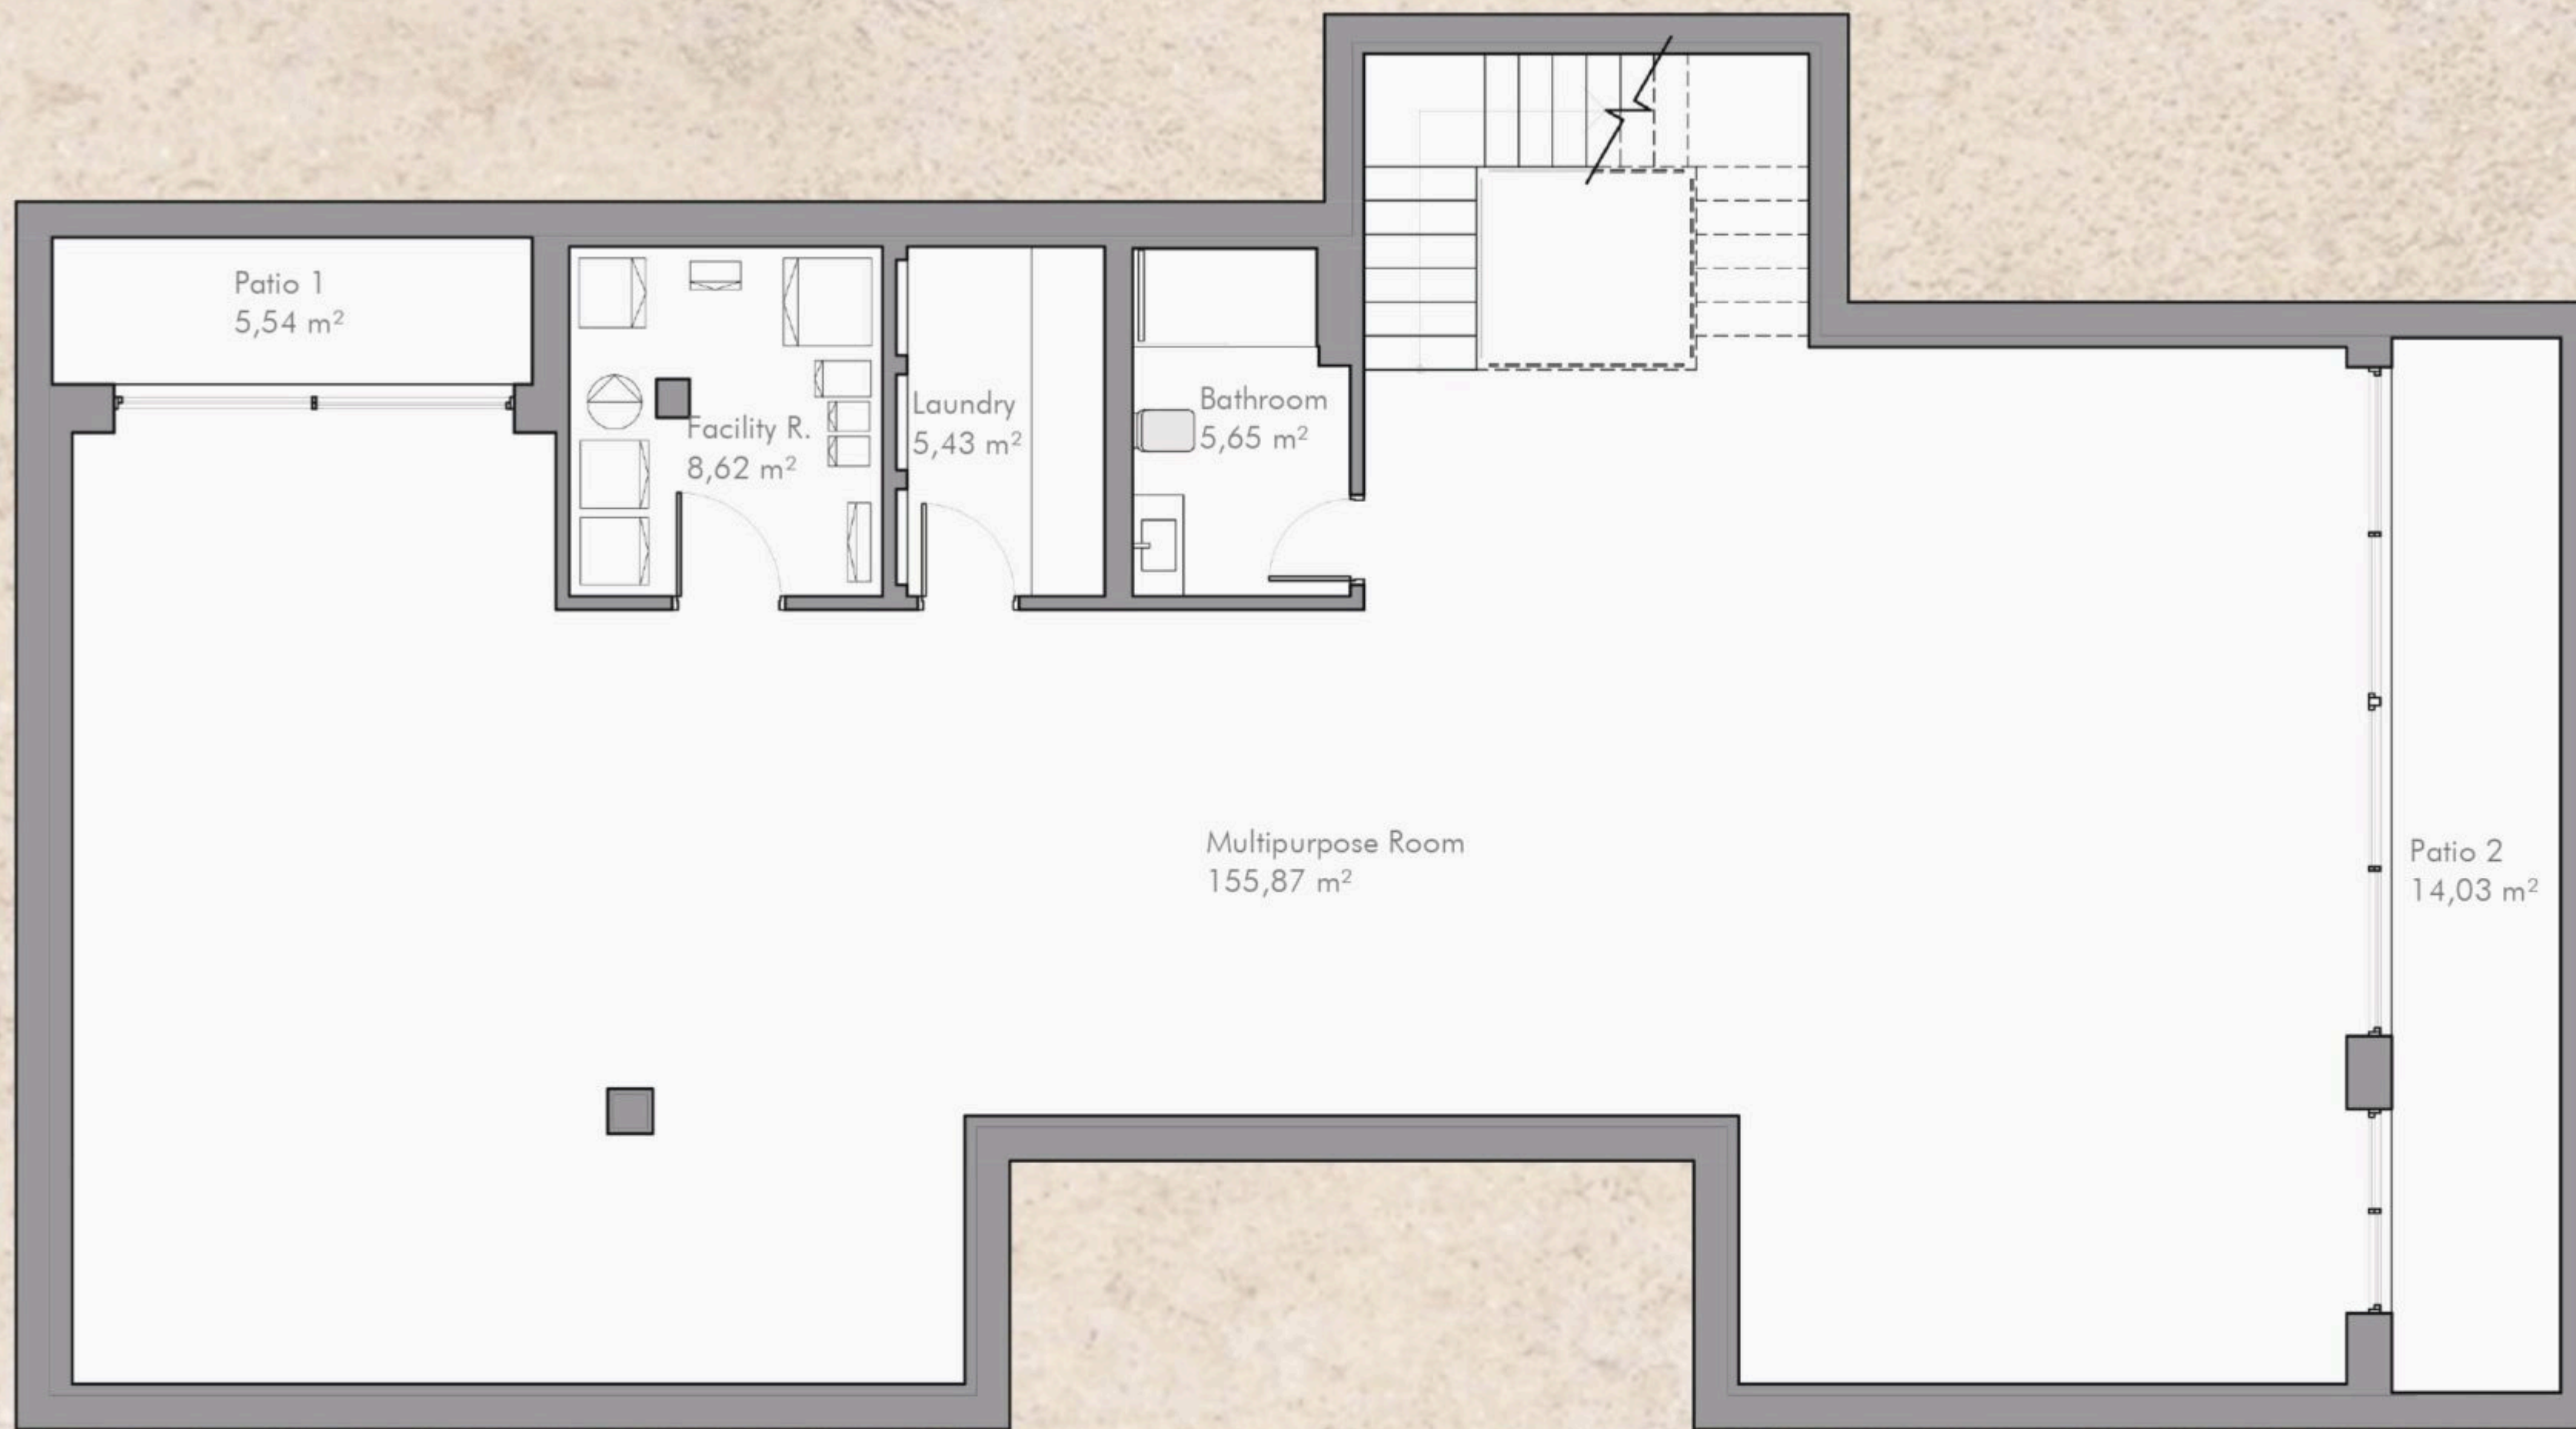 Patio 1
5,54 m²
Facility R.
8,62 m²
Laundry
5,43 m²
Bathroom
5,65 m²
Multipurpose Room
155,87 m²
Patio 2
14,03 m²